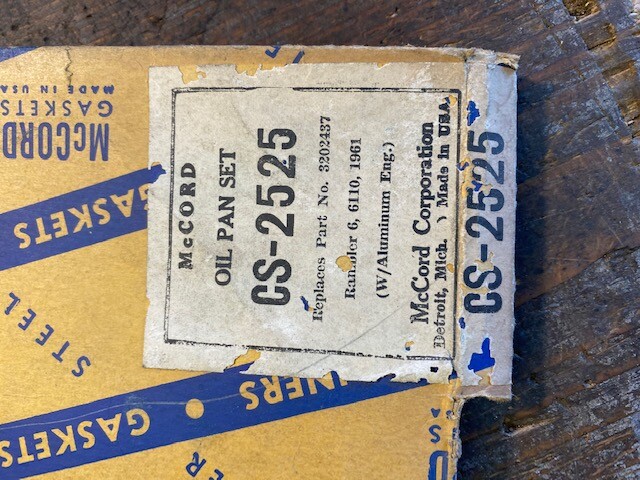 McCORD
OIL PAN SET
CS-2525
Replaces Part No. 3202437
Rambler 6, 6110, 1961
(W/Aluminum Eng.)
McCord Corporation
Detroit, Mich. Made in USA
CS-2525
McCORD
GASKETS
MADE IN USA
GASKETS
STEEL
GASKETS